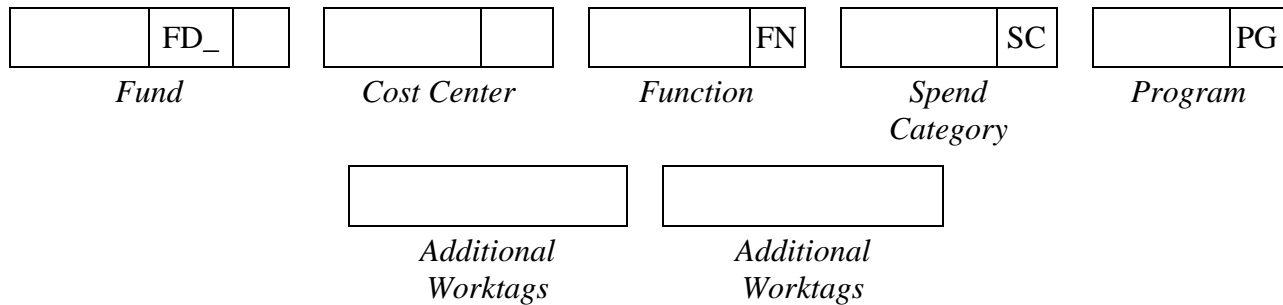 FD_ FN SC PG
Fund Cost Center Function Spend Program
Category
Additional Additional
Worktags Worktags